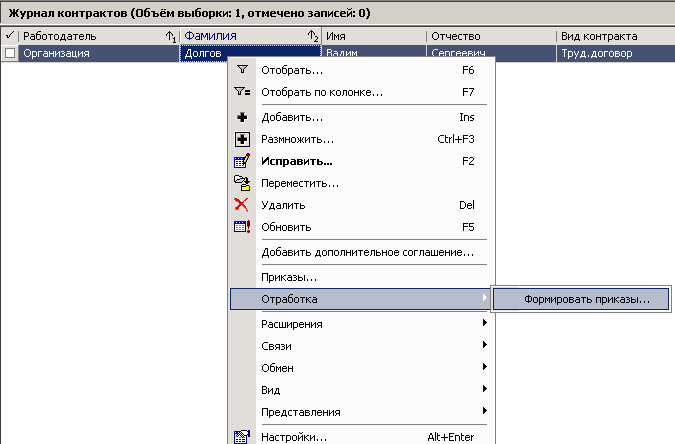 Журнал контрактов (Объём выборки: 1, отмечено записей: 0)
✓ Работодатель ↑1 Фамилия ↑2 Имя Отчество Вид контракта
Организация Долгов Вадим Сергеевич Труд.договор
Отобрать... F6
Отобрать по колонке... F7
Добавить... Ins
Размножить... Ctrl+F3
Исправить... F2
Переместить...
Удалить Del
Обновить F5
Добавить дополнительное соглашение...
Приказы...
Отработка Формировать приказы...
Расширения
Связи
Обмен
Вид
Представления
Настройки... Alt+Enter